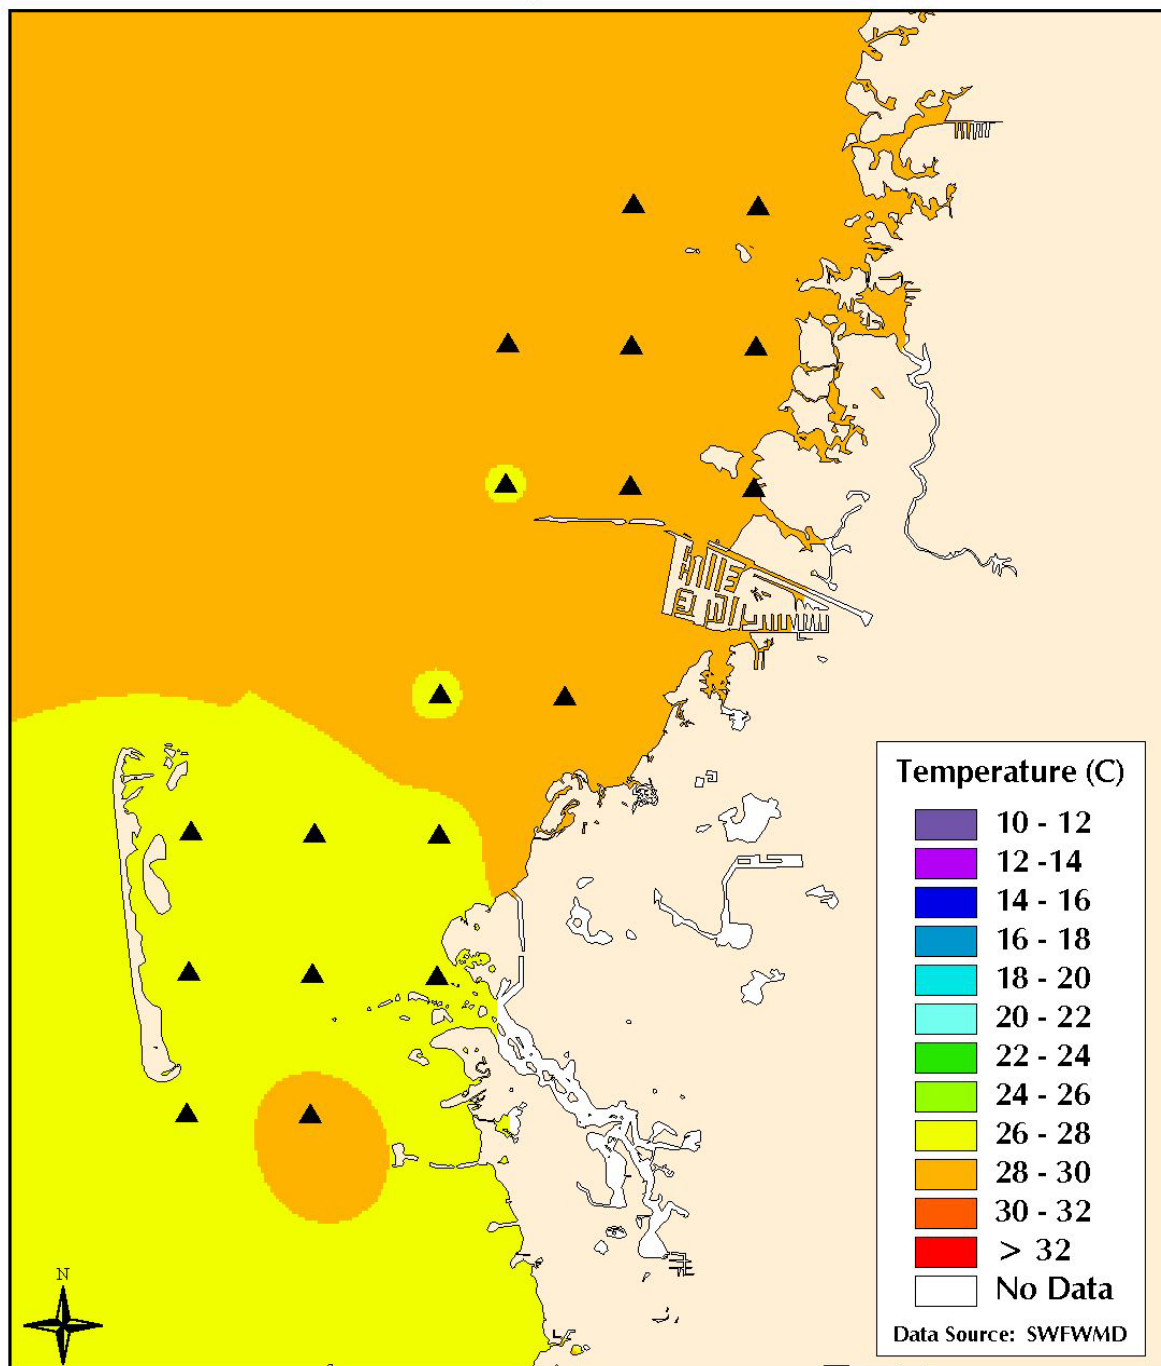 Temperature (C)
10 - 12
12 -14
14 - 16
16 - 18
18 - 20
20 - 22
22 - 24
24 - 26
26 - 28
28 - 30
30 - 32
> 32
No Data
Data Source: SWFWMD
N